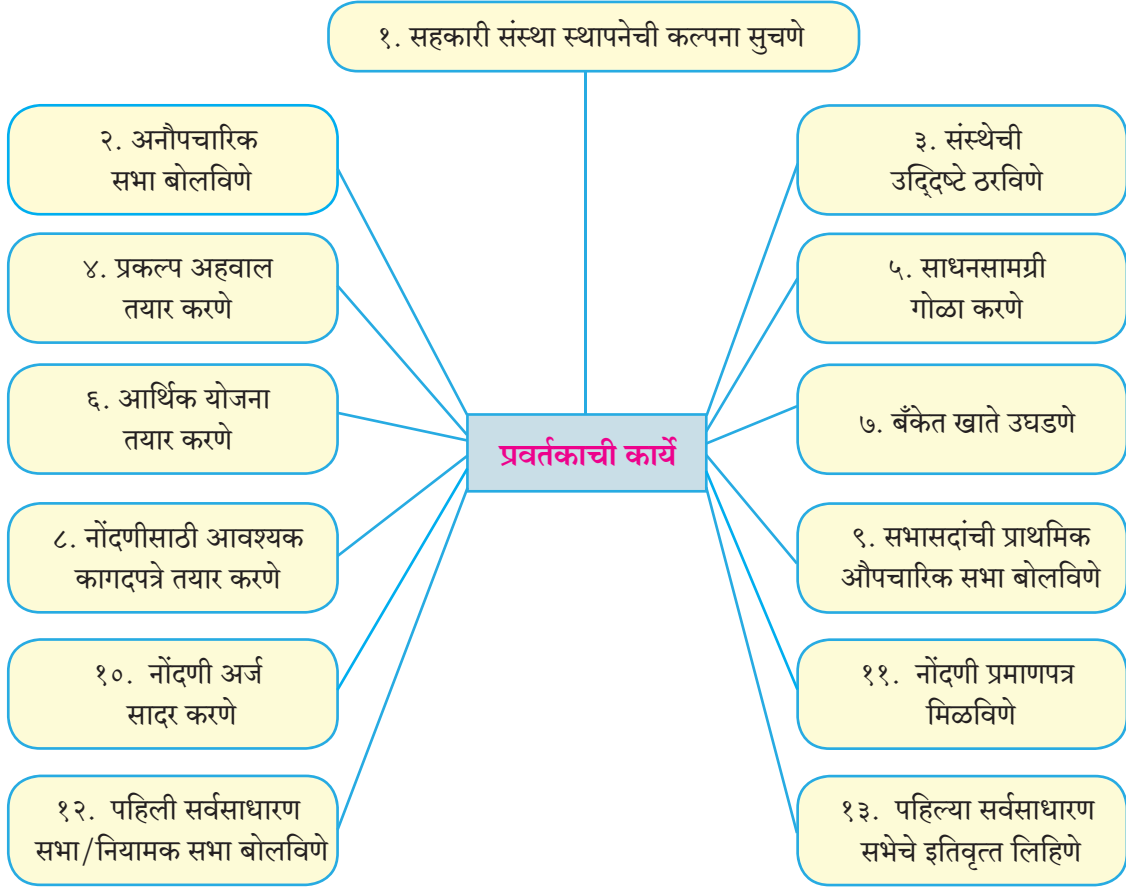 १. सहकारी संस्था स्थापनेची कल्पना सुचणे
२. अनौपचारिक
सभा बोलविणे
३. संस्थेची
उद्दिष्टे ठरविणे
४. प्रकल्प अहवाल
तयार करणे
५. साधनसामग्री
गोळा करणे
६. आर्थिक योजना
तयार करणे
७. बँकेत खाते उघडणे
प्रवर्तकाची कार्ये
८. नोंदणीसाठी आवश्यक
कागदपत्रे तयार करणे
९. सभासदांची प्राथमिक
औपचारिक सभा बोलविणे
१०. नोंदणी अर्ज
सादर करणे
११. नोंदणी प्रमाणपत्र
मिळविणे
१२. पहिली सर्वसाधारण
सभा/नियामक सभा बोलविणे
१३. पहिल्या सर्वसाधारण
सभेचे इतिवृत्त लिहिणे